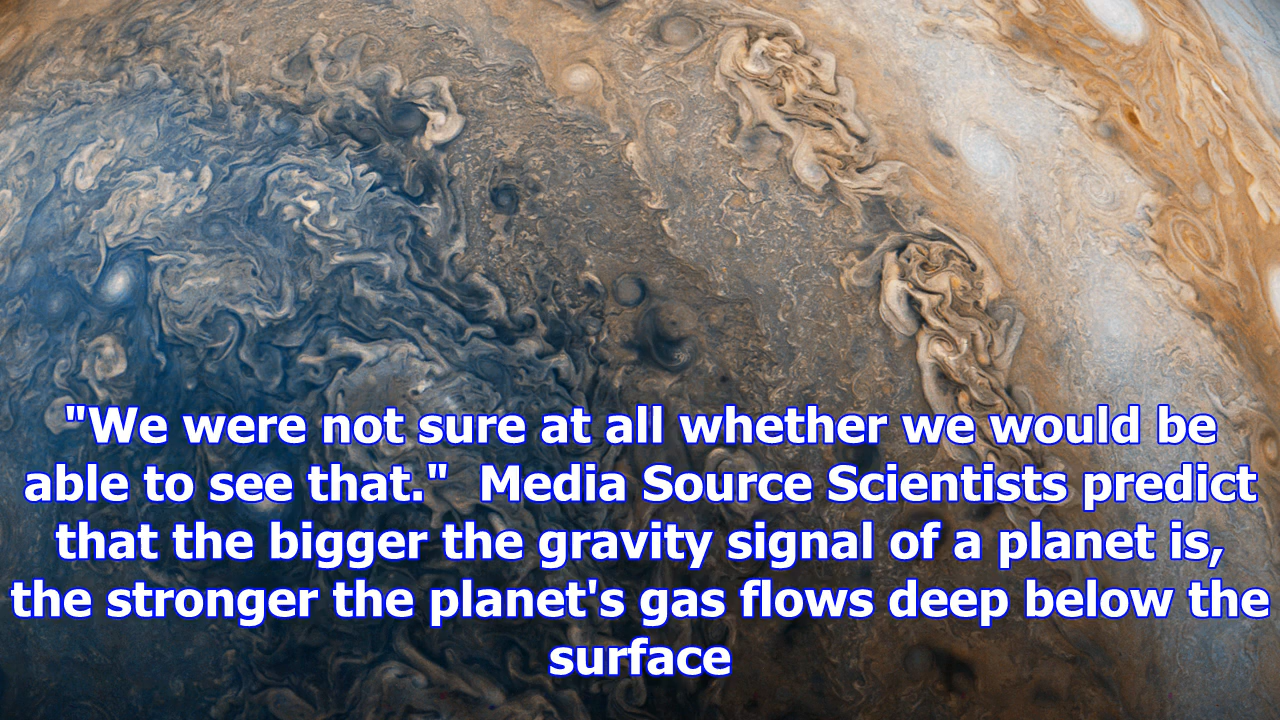 "We were not sure at all whether we would be
able to see that."  Media Source Scientists predict
that the bigger the gravity signal of a planet is,
the stronger the planet's gas flows deep below the
surface